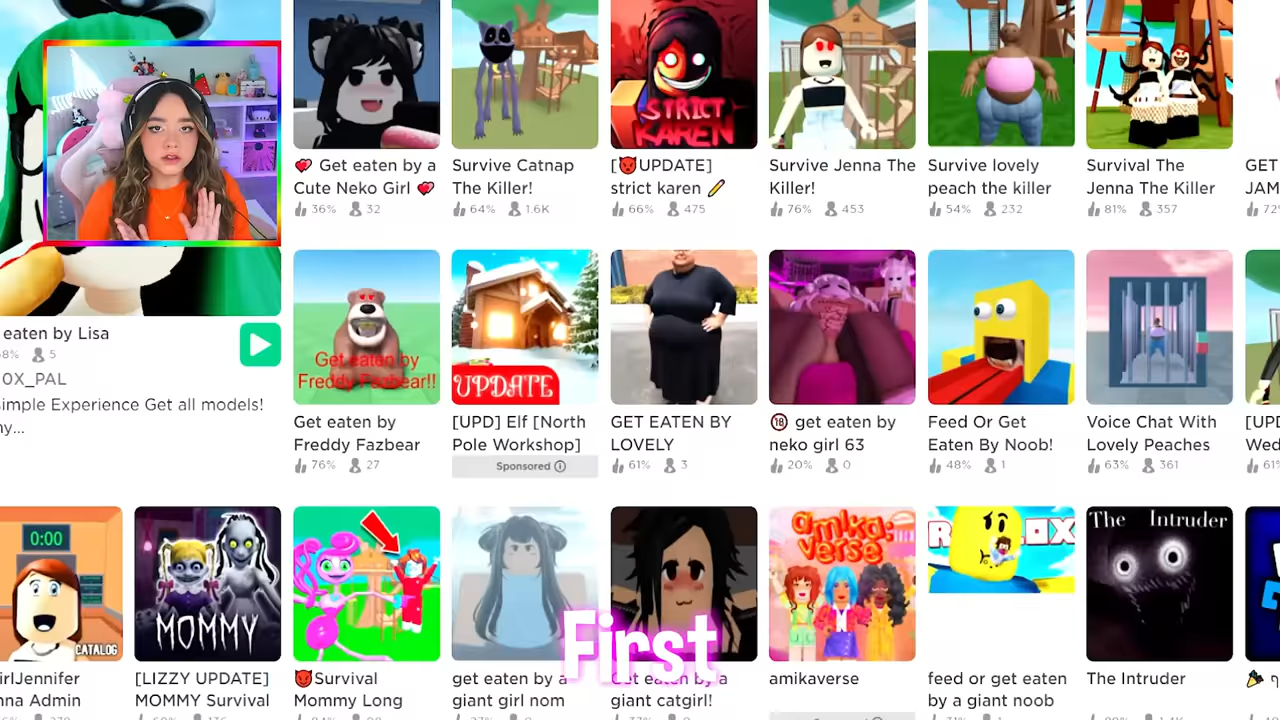 Get eaten by a
Cute Neko Girl
36% 32
Survive Catnap
The Killer!
64% 1.6K
STRICT
KAREN
[UPDATE]
strict karen
66% 475
Survive Jenna The
Killer!
76% 453
Survive lovely
peach the killer
54% 232
Survival The
Jenna The Killer
81% 357
GET
JAM
72%
eaten by Lisa
5
OX_PAL
imple Experience Get all models!
Get eaten by
Freddy Fazbear!!
Get eaten by
Freddy Fazbear
76% 27
UPDATE
[UPD] Elf [North
Pole Workshop]
Sponsored
GET EATEN BY
LOVELY
61% 3
18 get eaten by
neko girl 63
20% 0
Feed Or Get
Eaten By Noob!
48% 1
Voice Chat With
Lovely Peaches
63% 361
[UPD
Wed
61%
0:00
CATALOG
irlJennifer
nna Admin
MOMMY
[LIZZY UPDATE]
MOMMY Survival
Survival
Mommy Long
get eaten by a
giant girl nom
First
Get eaten by a
giant catgirl!
amika:
verse
amikaverse
feed or get eaten
by a giant noob
The Intruder
The Intruder